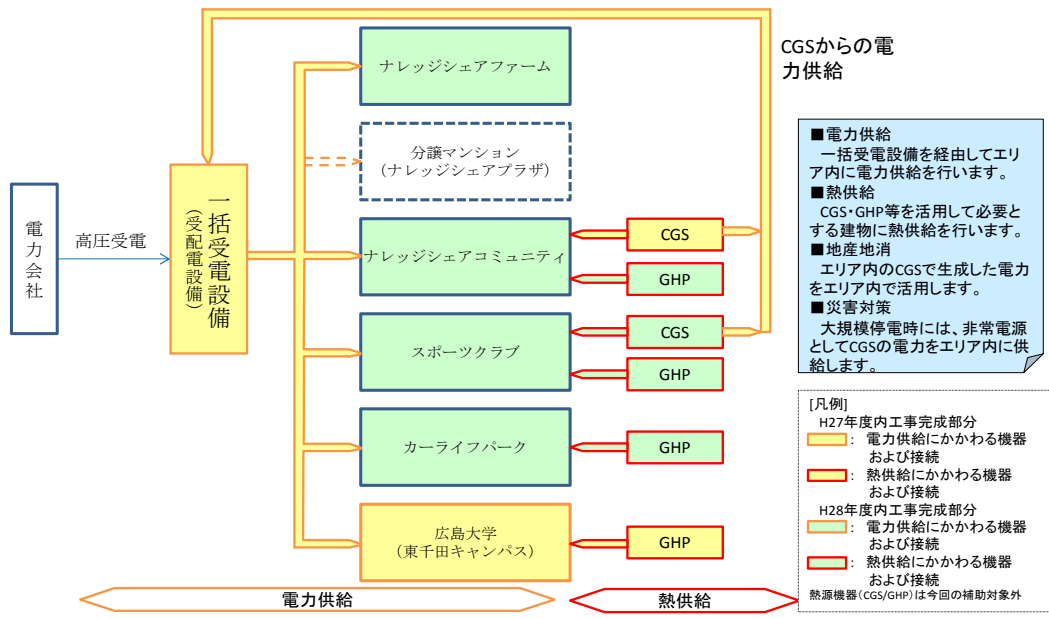 CGSからの電
力供給
ナレッジシェアファーム
分譲マンション
(ナレッジシェアプラザ)
電力会社
高圧受電
一括受電設備
(受配電設備)
ナレッジシェアコミュニティ
CGS
GHP
スポーツクラブ
CGS
GHP
カーライフパーク
GHP
広島大学
(東千田キャンパス)
GHP
電力供給
熱供給
■電力供給
一括受電設備を経由してエリ
ア内に電力供給を行います。
■熱供給
CGS・GHP等を活用して必要と
する建物に熱供給を行います。
■地産地消
エリア内のCGSで生成した電力
をエリア内で活用します。
■災害対策
大規模停電時には、非常電源
としてCGSの電力をエリア内に供
給します。
[凡例]
H27年度内工事完成部分
: 電力供給にかかわる機器
および接続
: 熱供給にかかわる機器
および接続
H28年度内工事完成部分
: 電力供給にかかわる機器
および接続
: 熱供給にかかわる機器
および接続
熱源機器(CGS/GHP)は今回の補助対象外